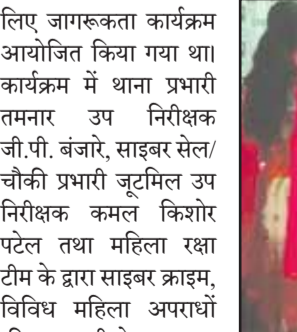 लिए जागरूकता कार्यक्रम
आयोजित किया गया था।
कार्यक्रम में थाना प्रभारी
तमनार उप निरीक्षक
जी.पी. बंजारे, साइबर सेल/
चौकी प्रभारी जूटमिल उप
निरीक्षक कमल किशोर
पटेल तथा महिला रक्षा
टीम के द्वारा साइबर क्राइम,
विविध महिला अपराधों